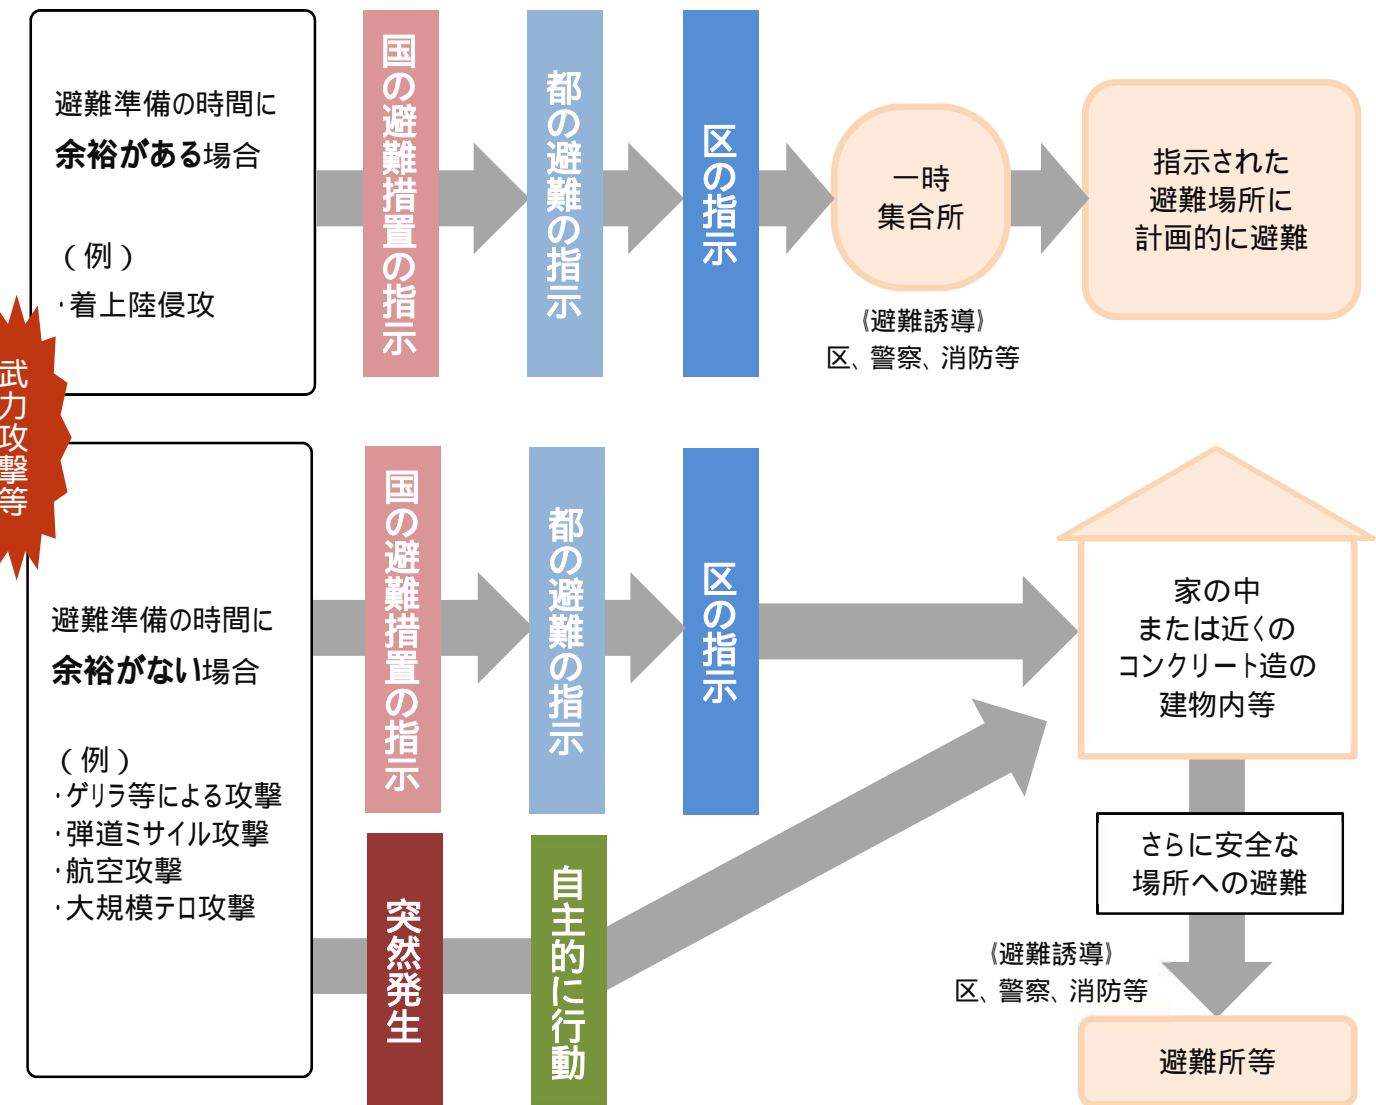 武力攻撃等
避難準備の時間に
余裕がある場合
（例）
・着上陸侵攻
国の避難措置の指示
都の避難の指示
区の指示
一時
集合所
《避難誘導》
区、警察、消防等
指示された
避難場所に
計画的に避難
避難準備の時間に
余裕がない場合
（例）
・ゲリラ等による攻撃
・弾道ミサイル攻撃
・航空攻撃
・大規模テロ攻撃
国の避難措置の指示
都の避難の指示
区の指示
突然発生
自主的に行動
家の中
または近くの
コンクリート造の
建物内等
さらに安全な
場所への避難
《避難誘導》
区、警察、消防等
避難所等